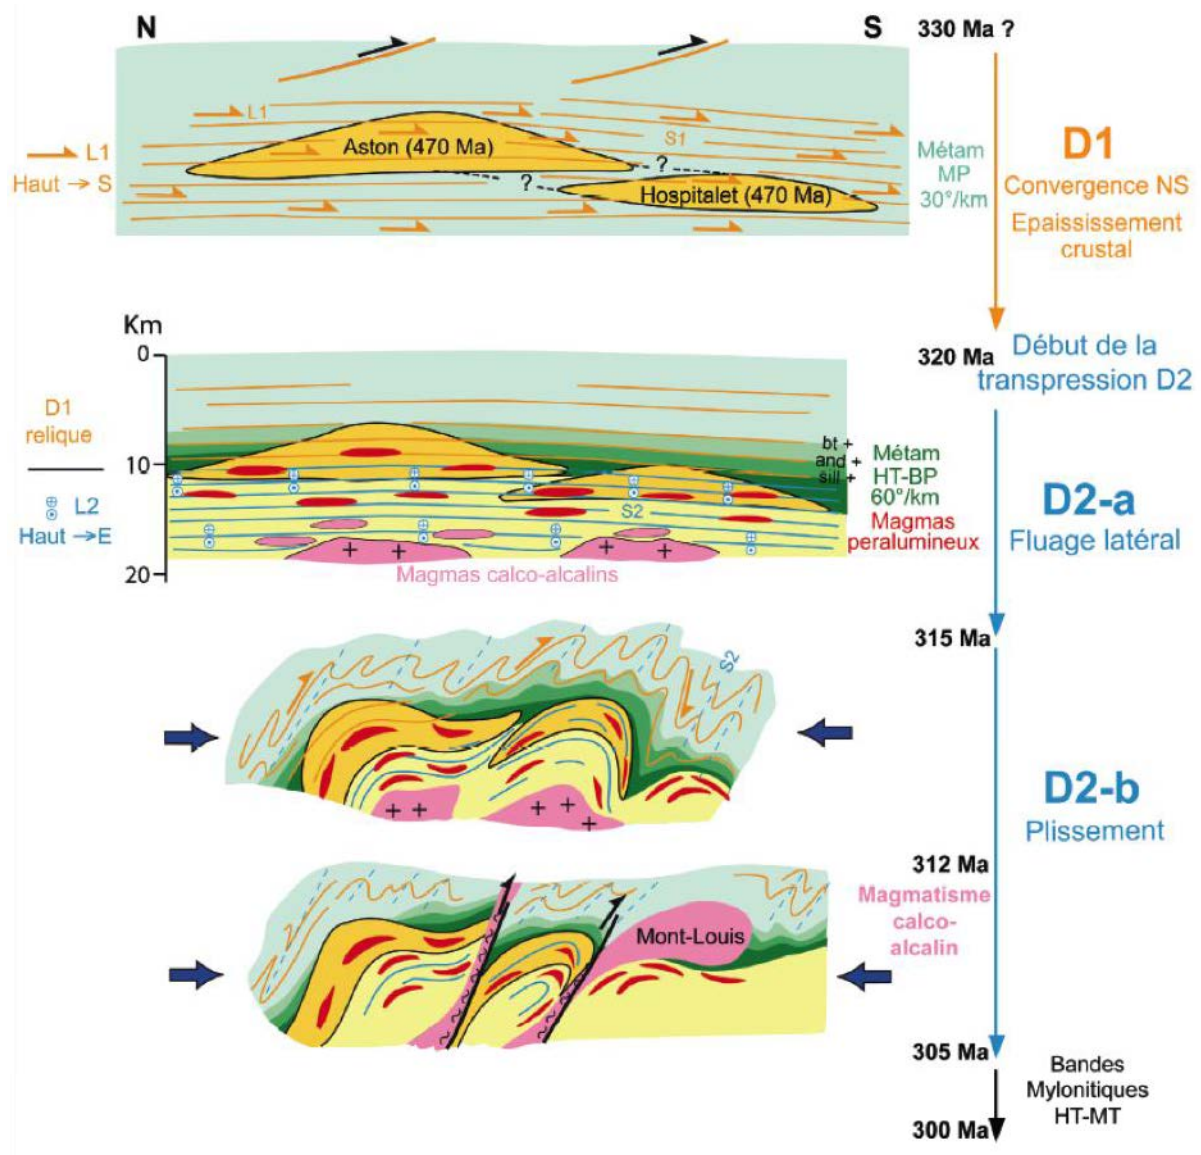 N
S
330 Ma ?
L1
S1
Aston (470 Ma)
?
?
Hospitalet (470 Ma)
L1
Haut → S
Métam
MP
30°/km
D1
Convergence NS
Epaississement
crustal
Km
0
10
20
320 Ma
Début de la
transpression D2
D1
relique
L2
Haut →E
S2
bt +
and +
sill +
Métam
HT-BP
60°/km
Magmas
peralumineux
+ +
+ +
Magmas calco-alcalins
D2-a
Fluage latéral
315 Ma
S2
+ +
+ +
+
D2-b
Plissement
312 Ma
Magmatisme
calco-
alcalin
Mont-Louis
305 Ma
Bandes
Mylonitiques
HT-MT
300 Ma